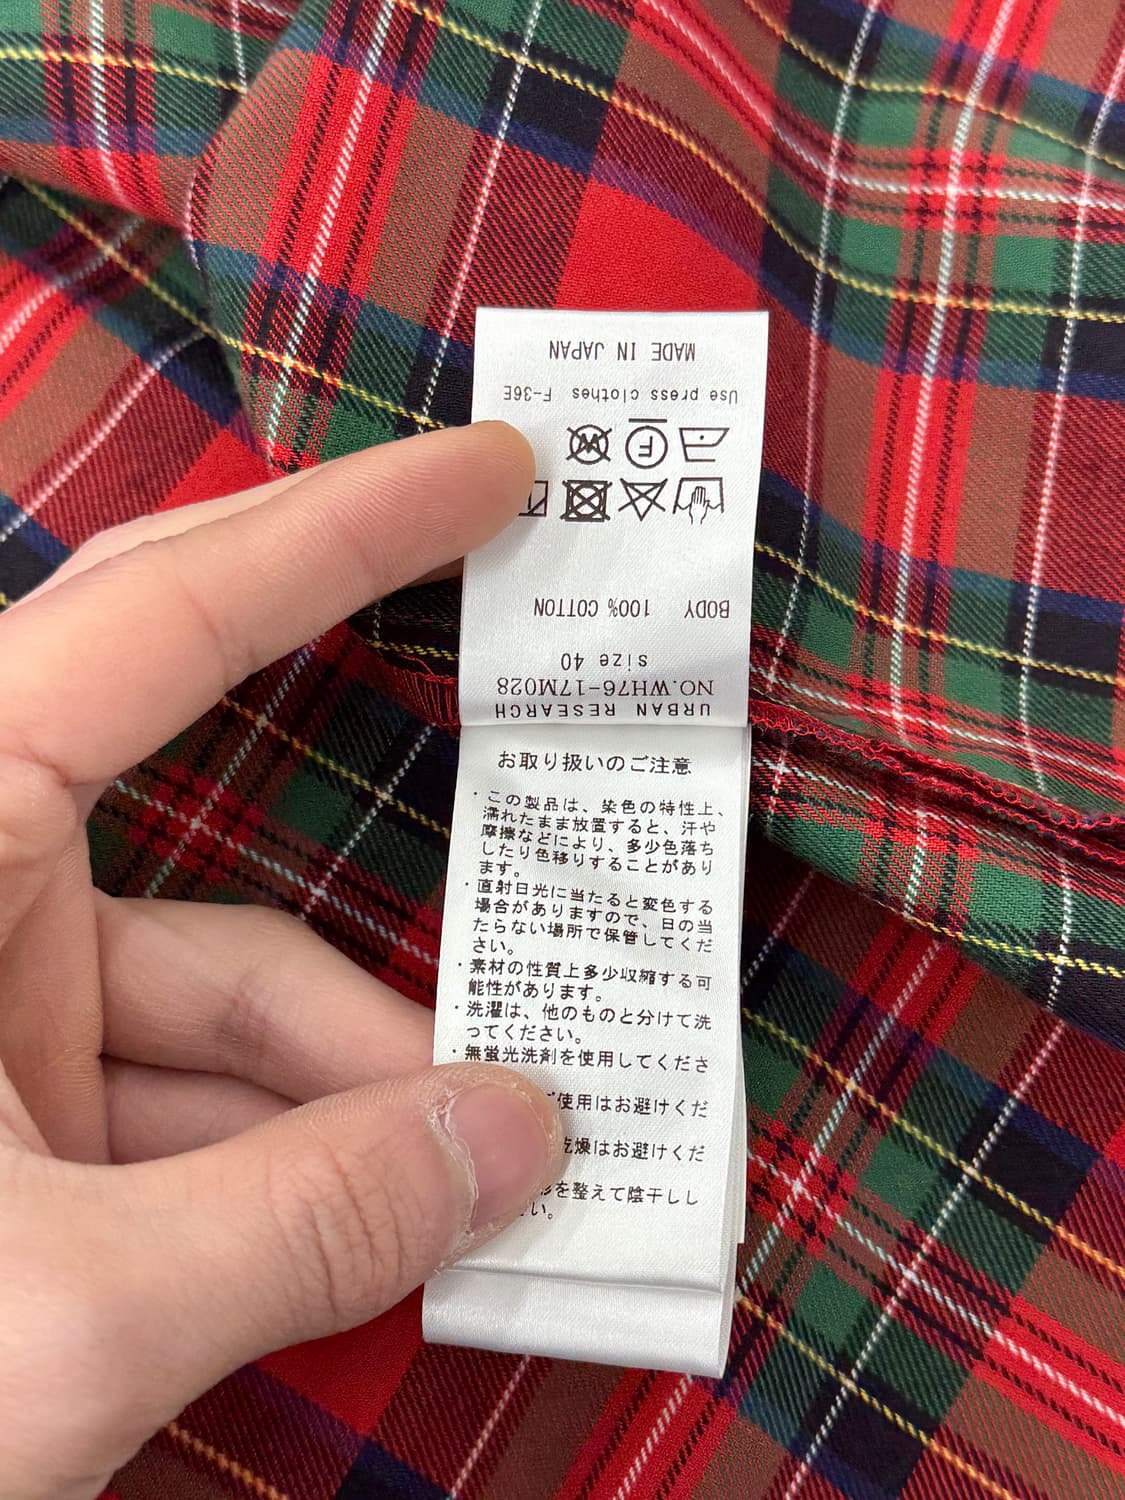 URBAN RESEARCH
NO.WH76-17M028
size 40
BODY 100% COTTON
W F
Use press clothes F-36E
MADE IN JAPAN
お取り扱いのご注意
・この製品は、染色の特性上、
濡れたまま放置すると、汗や
摩擦などにより、多少色落ち
したり色移りすることがあり
ます。
・直射日光に当たると変色する
場合がありますので、日の当
たらない場所で保管してくだ
さい。
・素材の性質上多少収縮する可
能性があります。
・洗濯は、他のものと分けて洗
ってください。
・無蛍光洗剤を使用してくださ
使用はお避けくだ
乾燥はお避けくだ
を整えて陰干しし
い。